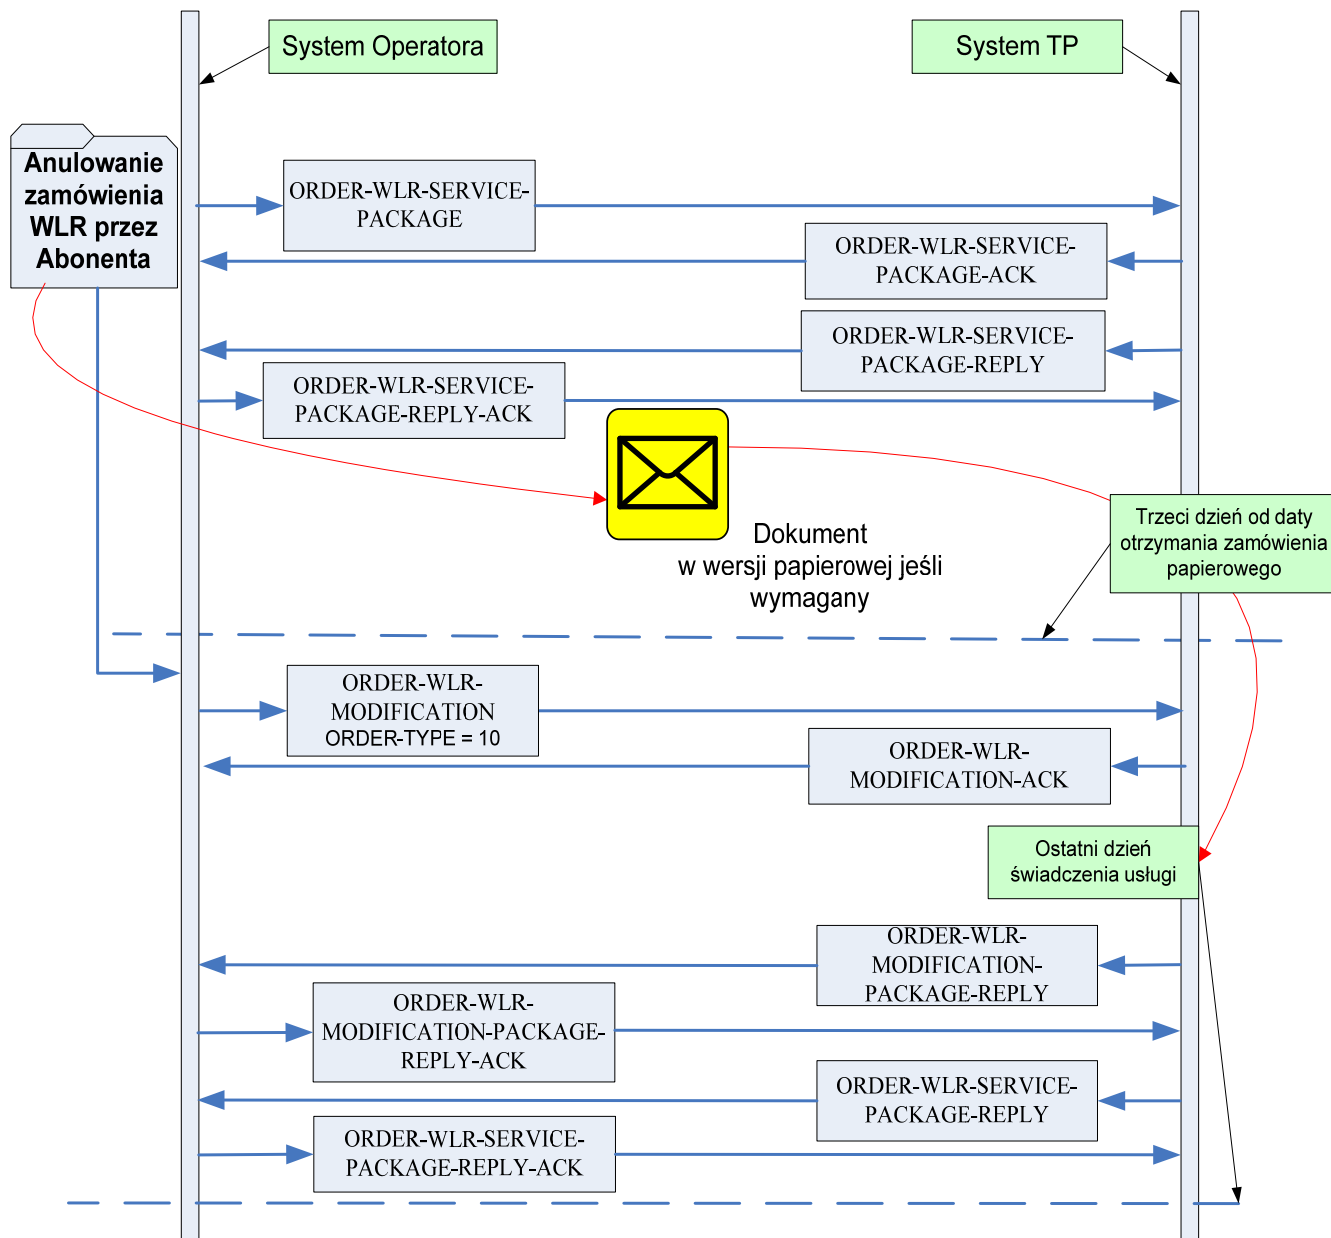 System Operatora
System TP
Anulowanie
zamówienia
WLR przez
Abonenta
ORDER-WLR-SERVICE-
PACKAGE
ORDER-WLR-SERVICE-
PACKAGE-ACK
ORDER-WLR-SERVICE-
PACKAGE-REPLY
ORDER-WLR-SERVICE-
PACKAGE-REPLY-ACK
Dokument
w wersji papierowej jeśli
wymagany
Trzeci dzień od daty
otrzymania zamówienia
papierowego
ORDER-WLR-
MODIFICATION
ORDER-TYPE = 10
ORDER-WLR-
MODIFICATION-ACK
Ostatni dzień
świadczenia usługi
ORDER-WLR-
MODIFICATION-
PACKAGE-REPLY
ORDER-WLR-
MODIFICATION-PACKAGE-
REPLY-ACK
ORDER-WLR-SERVICE-
PACKAGE-REPLY
ORDER-WLR-SERVICE-
PACKAGE-REPLY-ACK